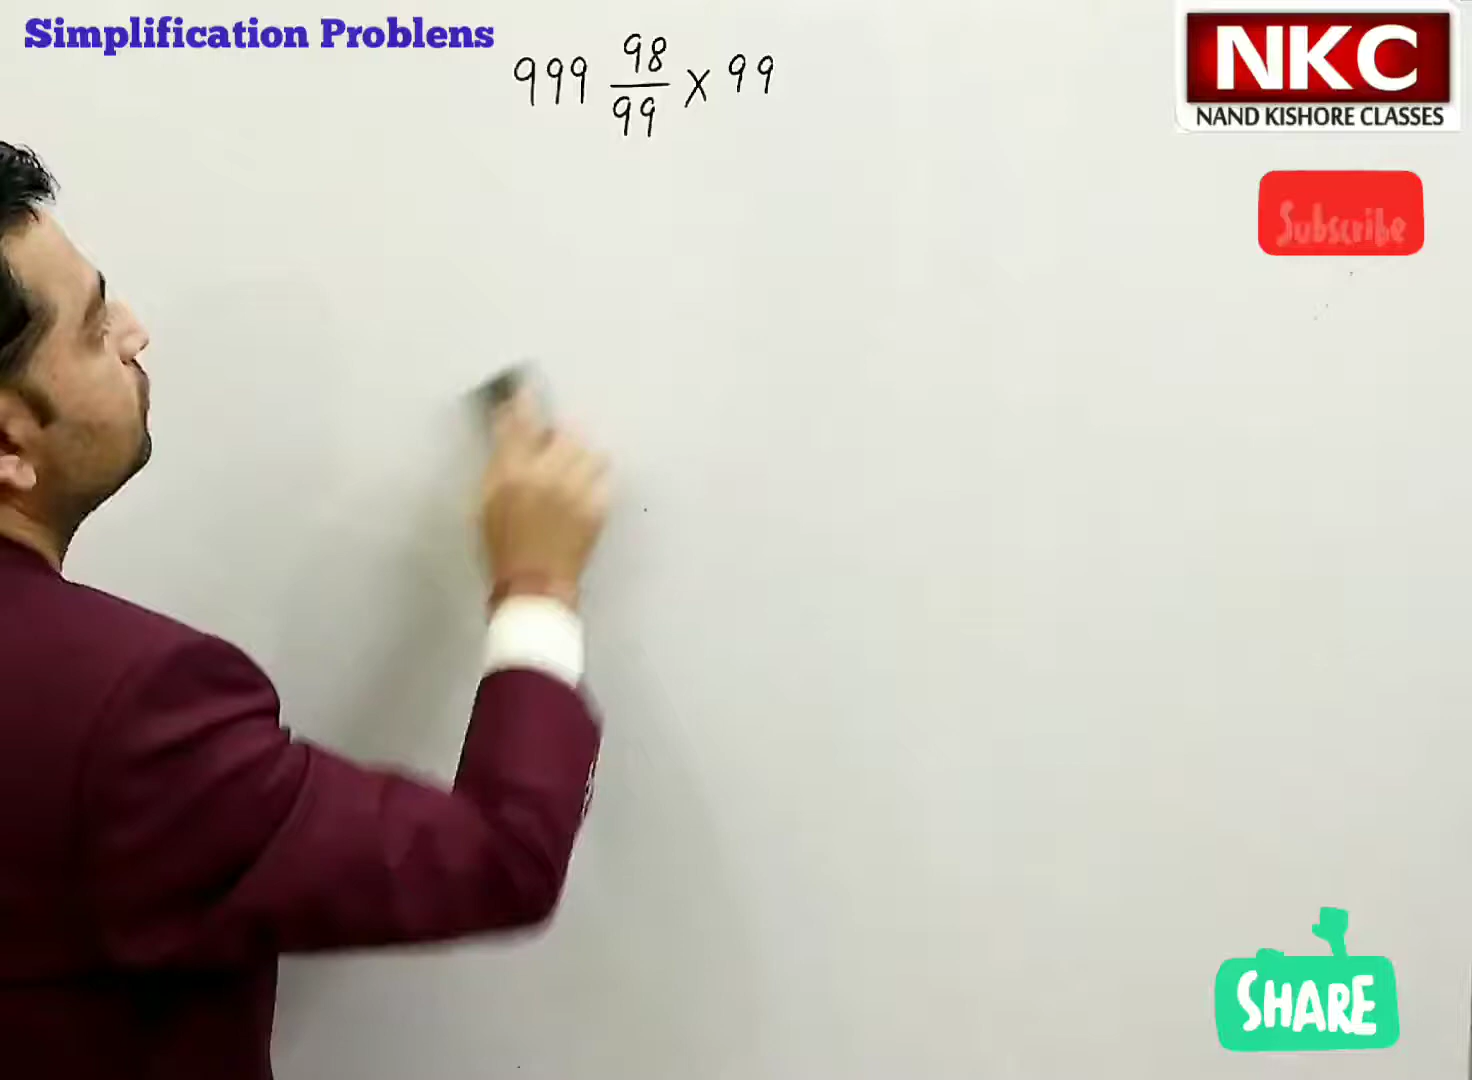 Simplification Problens
999 98/99 x 99
NKC
NAND KISHORE CLASSES
Subscribe
SHARE